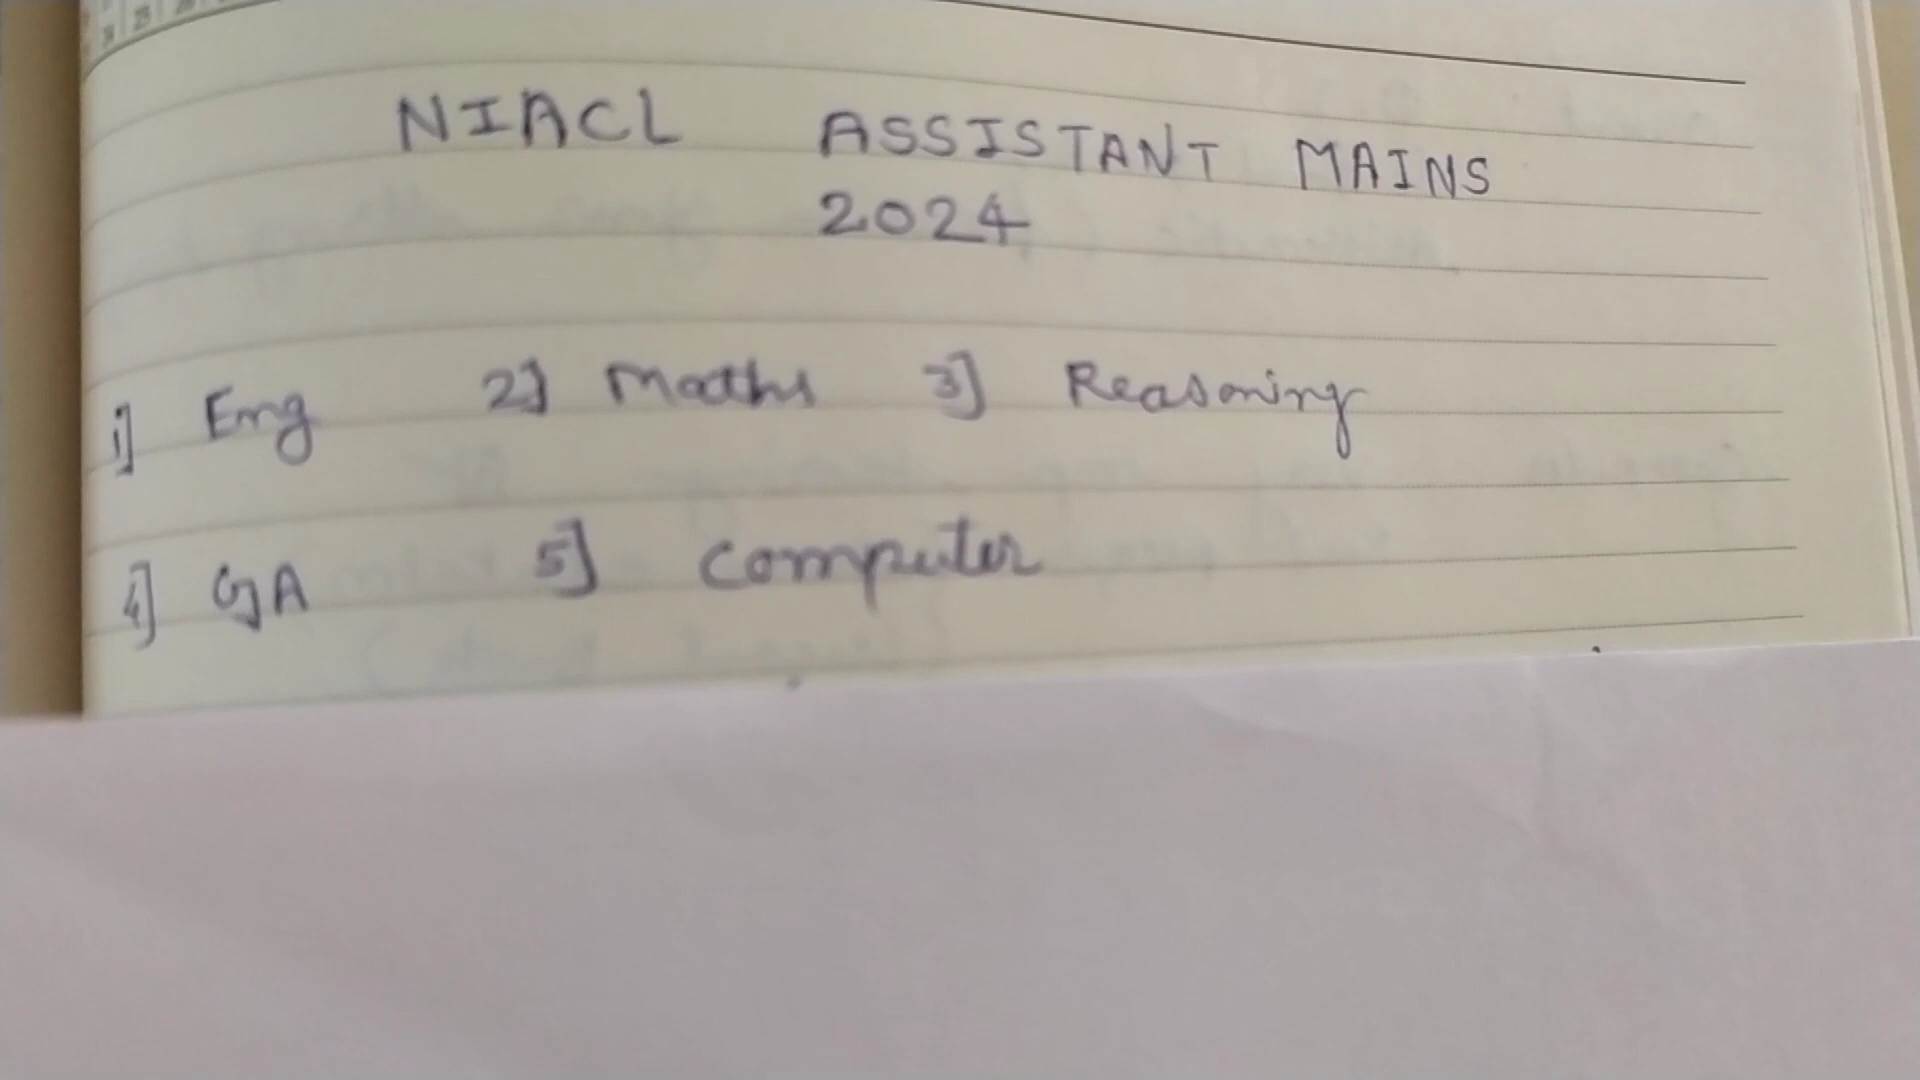 NIACL ASSISTANT MAINS
2024
1] Eng 2] Maths 3] Reasoning
4] GA 5] Computer